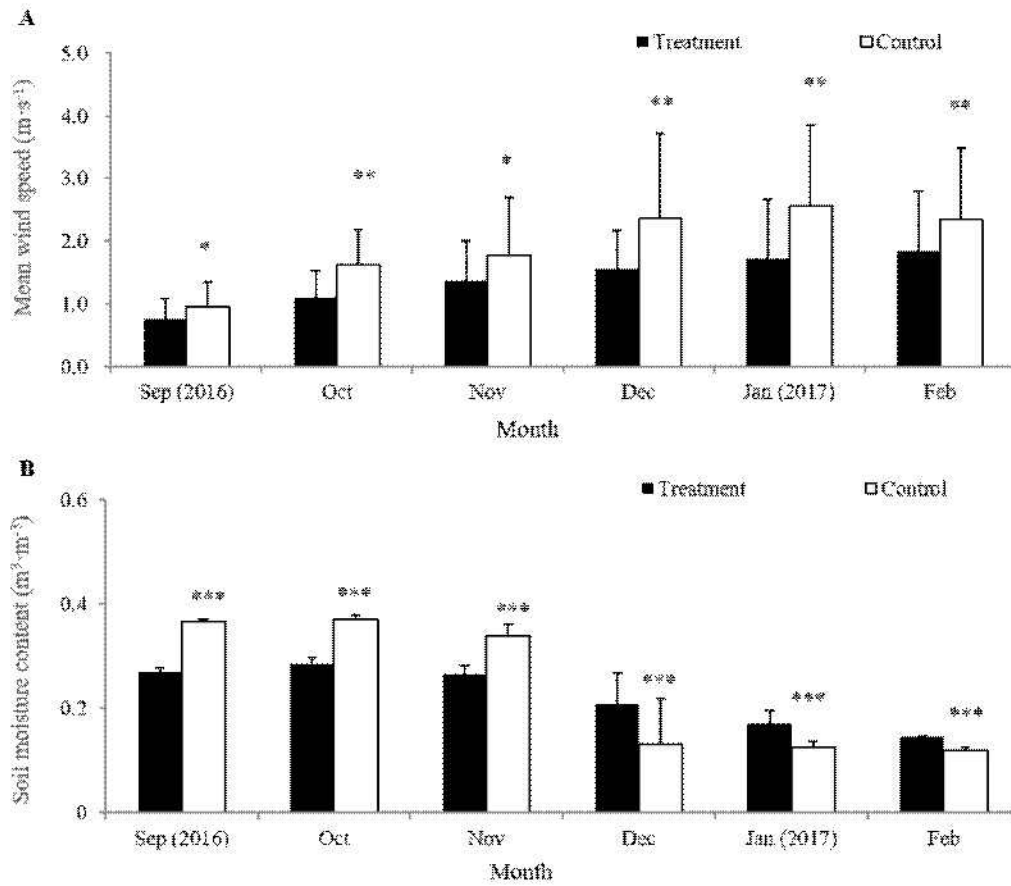 A
Treatment Control
Mean wind speed (m·s⁻¹)
5.0
4.0
3.0
2.0
1.0
0.0
* ** * ** ** **
Sep (2016) Oct Nov Dec Jan (2017) Feb
Month
B
Treatment Control
Soil moisture content (m³·m⁻³)
0.6
0.4
0.2
0
*** *** *** *** *** ***
Sep (2016) Oct Nov Dec Jan (2017) Feb
Month